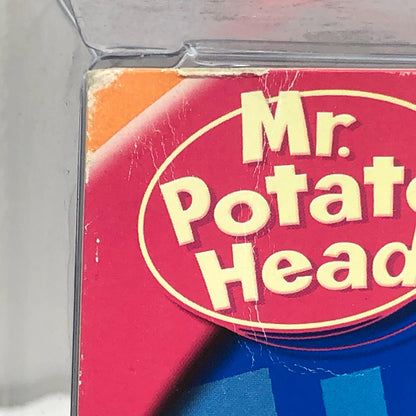 Mr.
Potato
Head